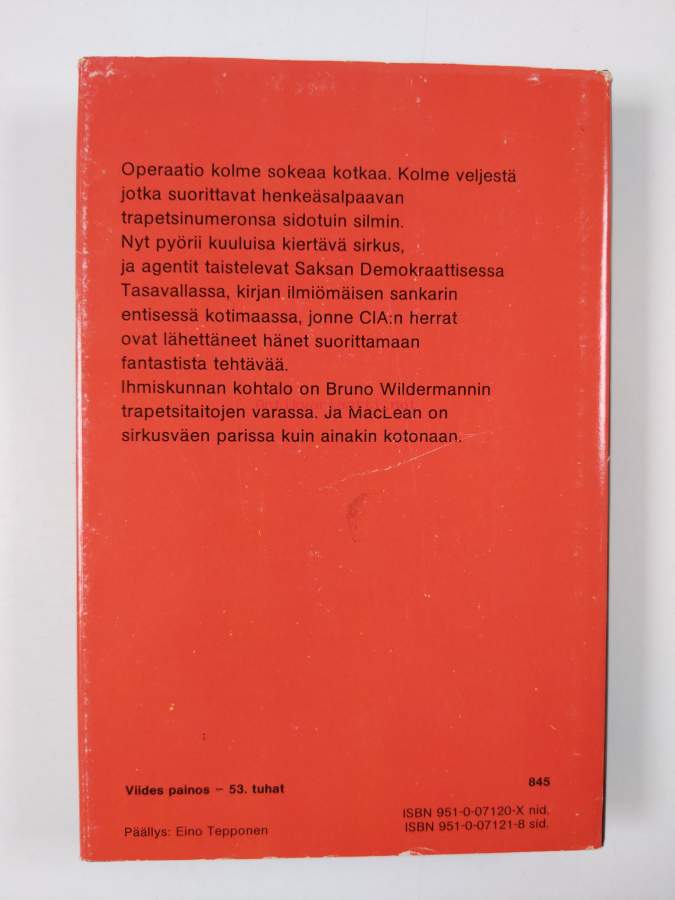 Operaatio kolme sokeaa kotkaa. Kolme veljestä
jotka suorittavat henkeäsalpaavan
trapetsinumeronsa sidotuin silmin.
Nyt pyörii kuuluisa kiertävä sirkus,
ja agentit taistelevat Saksan Demokraattisessa
Tasavallassa, kirjan ilmiömäisen sankarin
entisessä kotimaassa, jonne CIA:n herrat
ovat lähettäneet hänet suorittamaan
fantastista tehtävää.
Ihmiskunnan kohtalo on Bruno Wildermannin
trapetsitaitojen varassa. Ja MacLean on
sirkusväen parissa kuin ainakin kotonaan.
Viides painos – 53. tuhat
845
Päällys: Eino Tepponen
ISBN 951-0-07120-X nid.
ISBN 951-0-07121-8 sid.